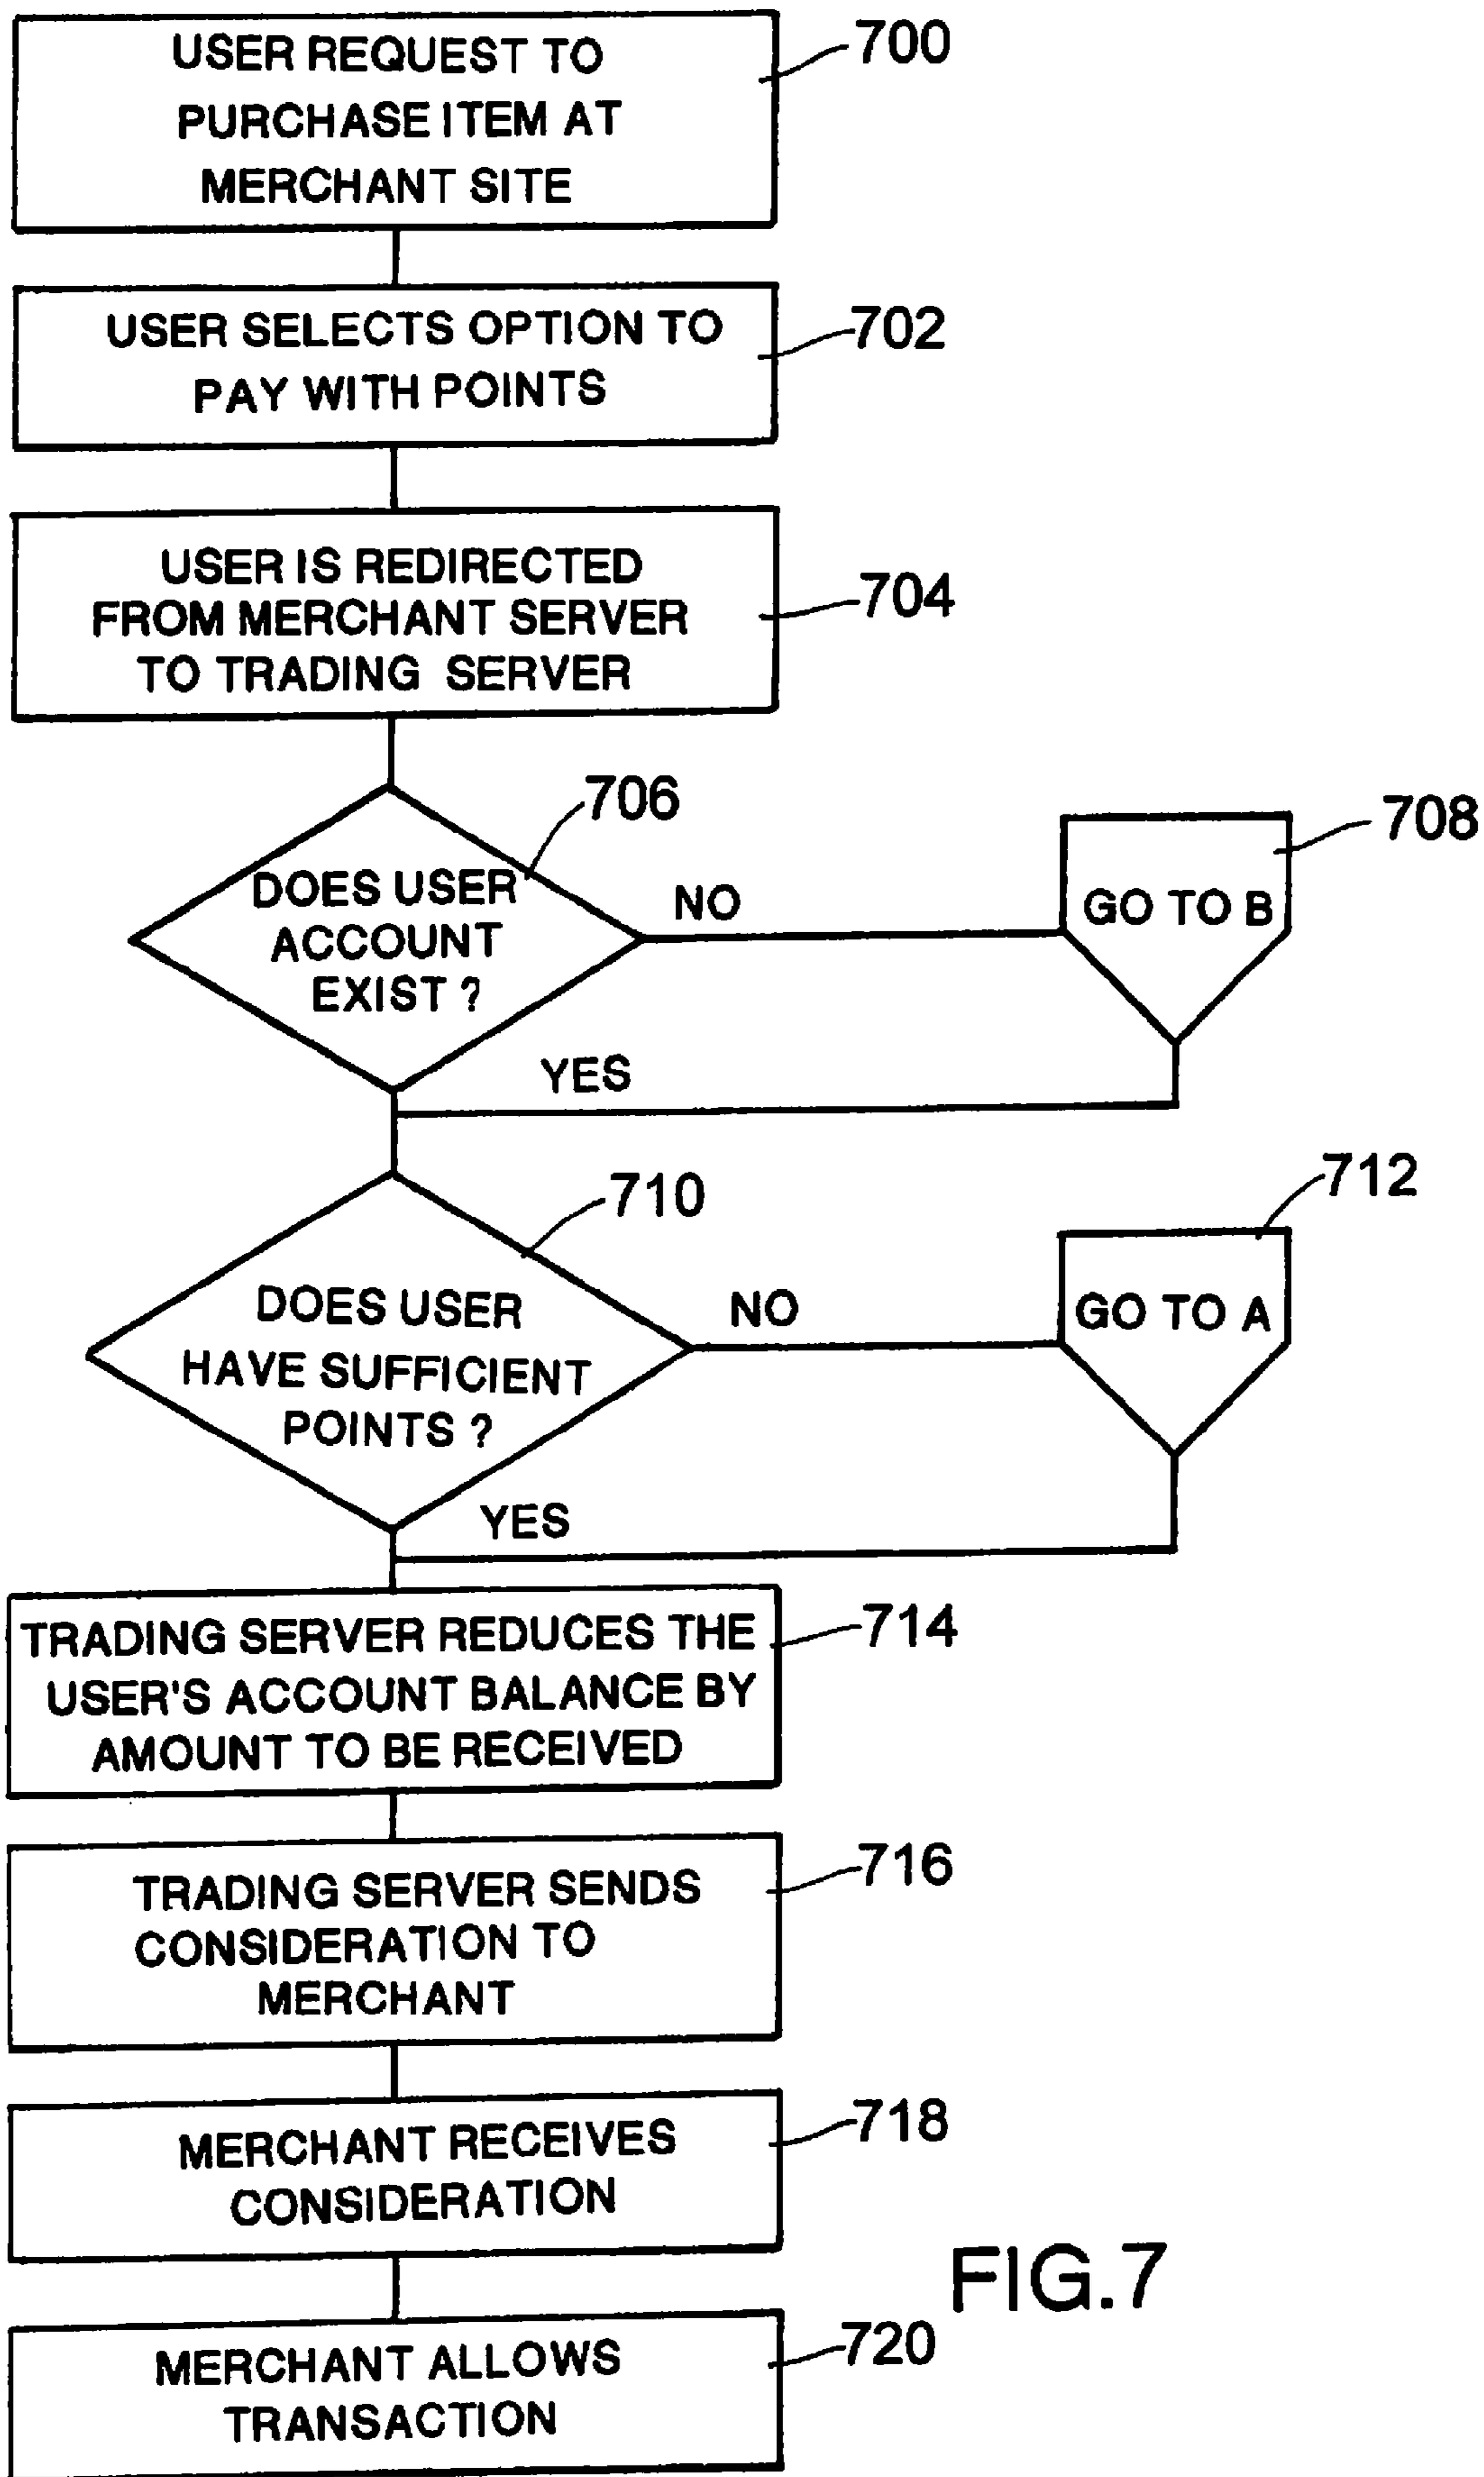 USER REQUEST TO
PURCHASE ITEM AT
MERCHANT SITE
700
USER SELECTS OPTION TO
PAY WITH POINTS
702
USER IS REDIRECTED
FROM MERCHANT SERVER
TO TRADING SERVER
704
DOES USER
ACCOUNT
EXIST ?
706
NO
GO TO B
708
YES
DOES USER
HAVE SUFFICIENT
POINTS ?
710
NO
GO TO A
712
YES
TRADING SERVER REDUCES THE
USER'S ACCOUNT BALANCE BY
AMOUNT TO BE RECEIVED
714
TRADING SERVER SENDS
CONSIDERATION TO
MERCHANT
716
MERCHANT RECEIVES
CONSIDERATION
718
MERCHANT ALLOWS
TRANSACTION
720
FIG.7